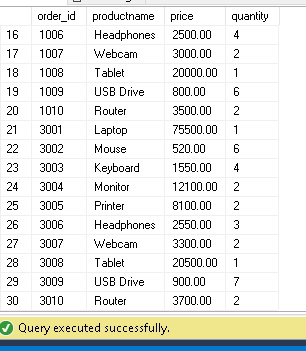 order_id productname price quantity
16 1006 Headphones 2500.00 4
17 1007 Webcam 3000.00 2
18 1008 Tablet 20000.00 1
19 1009 USB Drive 800.00 6
20 1010 Router 3500.00 2
21 3001 Laptop 75500.00 1
22 3002 Mouse 520.00 6
23 3003 Keyboard 1550.00 4
24 3004 Monitor 12100.00 2
25 3005 Printer 8100.00 2
26 3006 Headphones 2550.00 3
27 3007 Webcam 3300.00 2
28 3008 Tablet 20500.00 1
29 3009 USB Drive 900.00 7
30 3010 Router 3700.00 2
Query executed successfully.